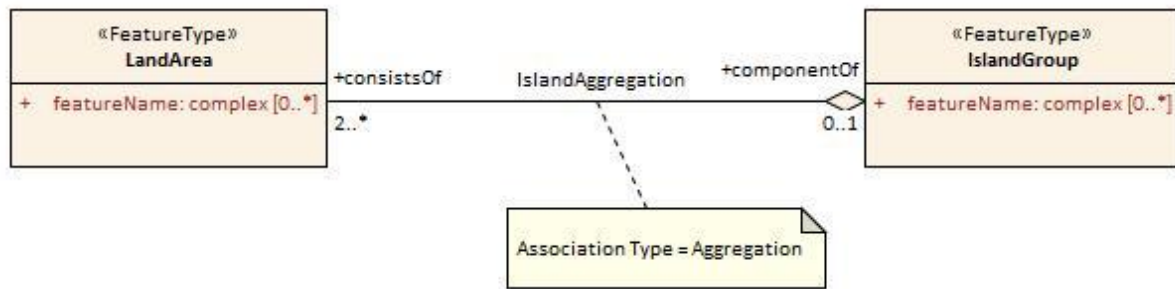 «FeatureType»
LandArea
+ featureName: complex [0..*]
+consistsOf
2..*
IslandAggregation
+componentOf
0..1
«FeatureType»
IslandGroup
+ featureName: complex [0..*]
Association Type = Aggregation